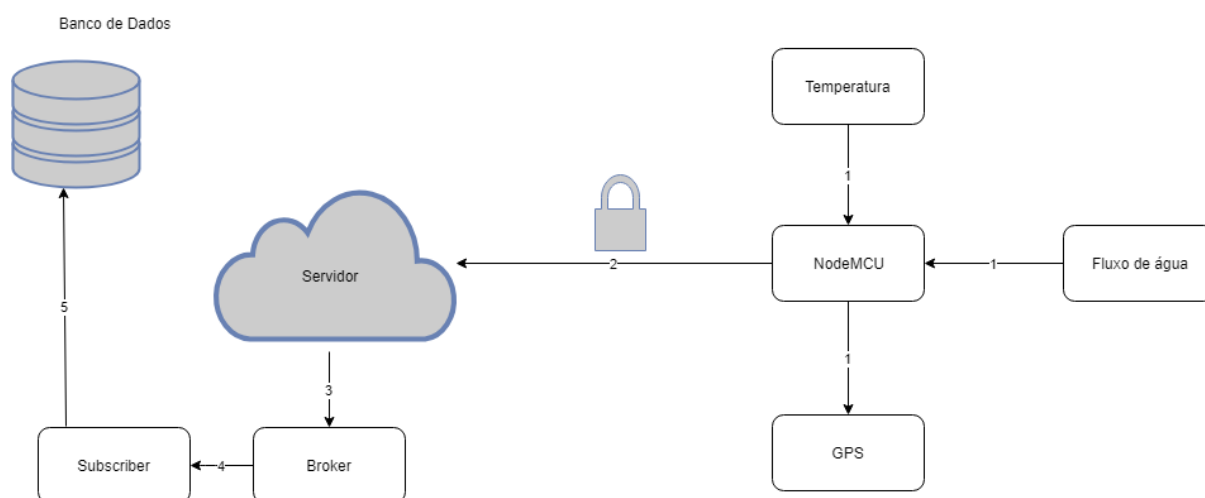 Banco de Dados
Temperatura
1
Servidor
2
NodeMCU
1
Fluxo de água
5
3
1
Subscriber
4
Broker
GPS